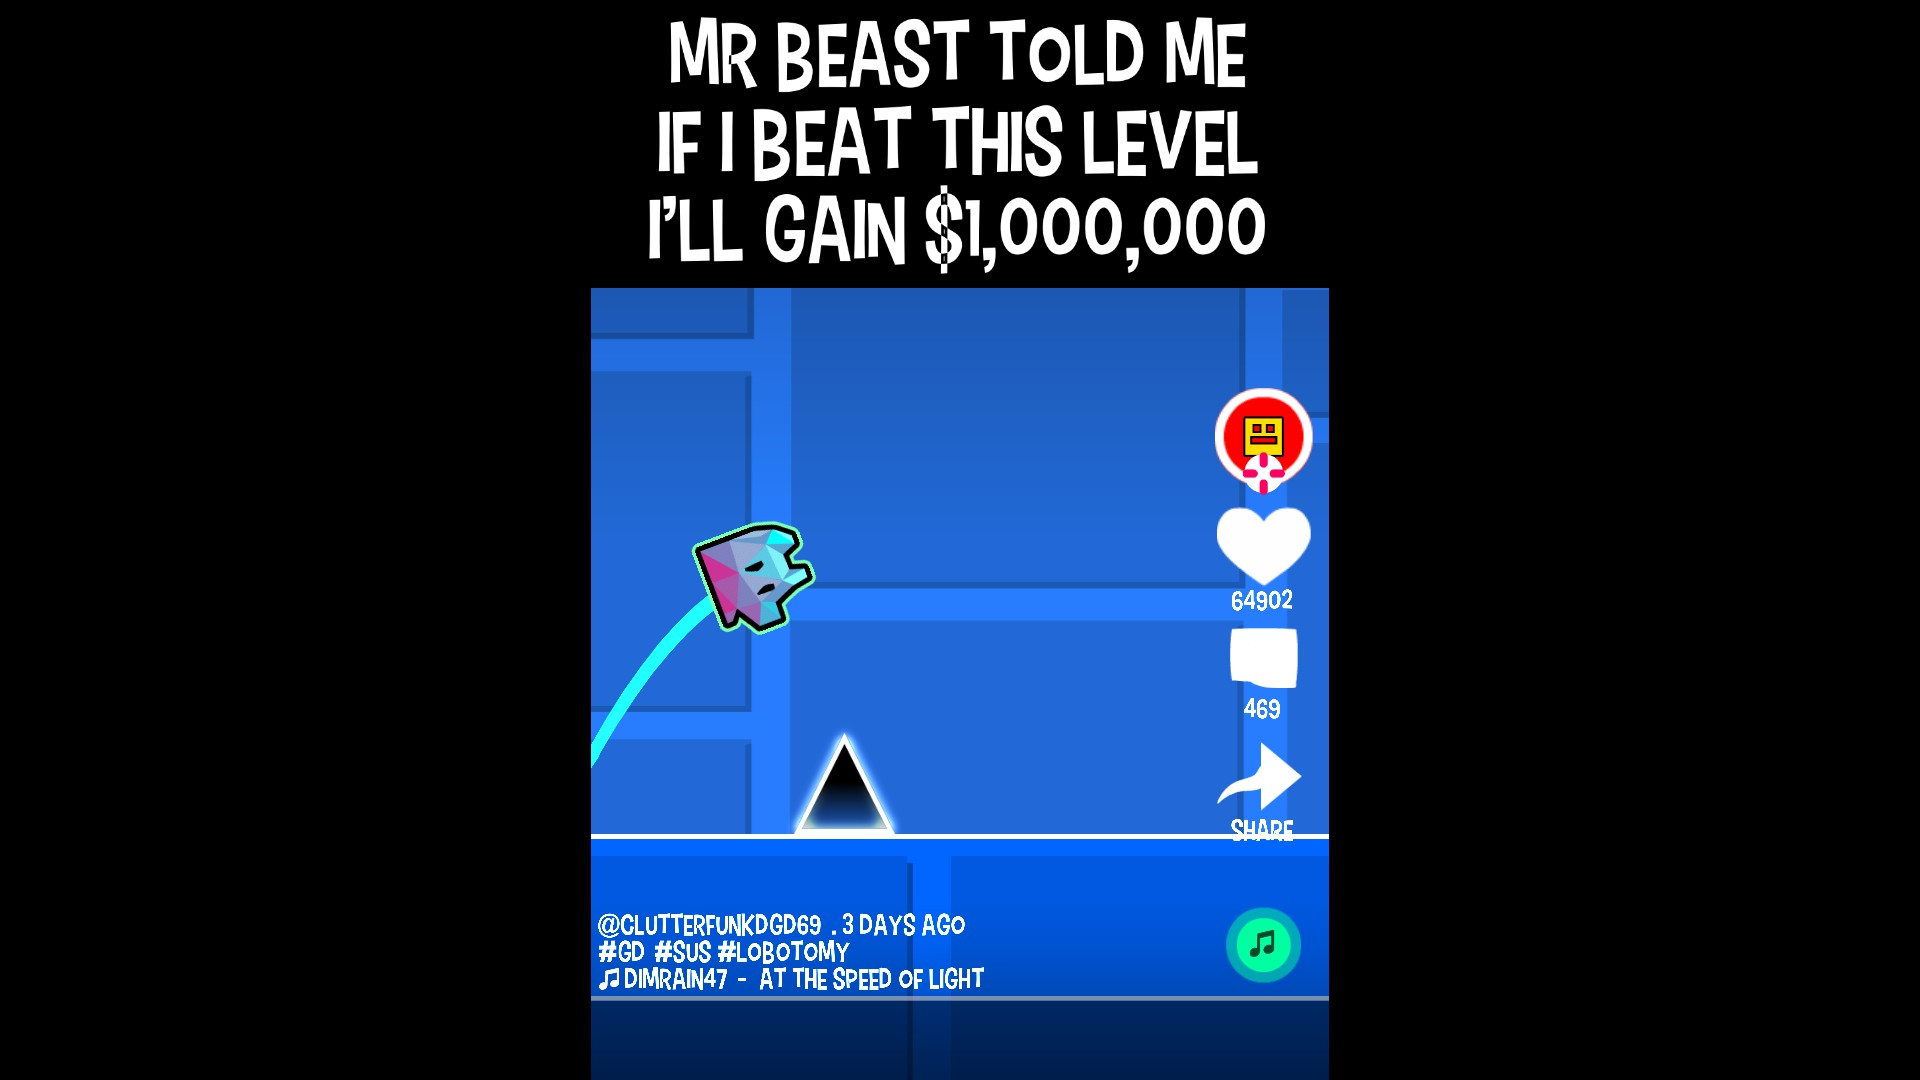 MR BEAST TOLD ME
IF I BEAT THIS LEVEL
I'LL GAIN $1,000,000
64902
469
SHARE
@CLUTTERFUNKDGD69 . 3 DAYS AGO
#GD #SUS #LOBOTOMY
DIMRAIN47 - AT THE SPEED OF LIGHT